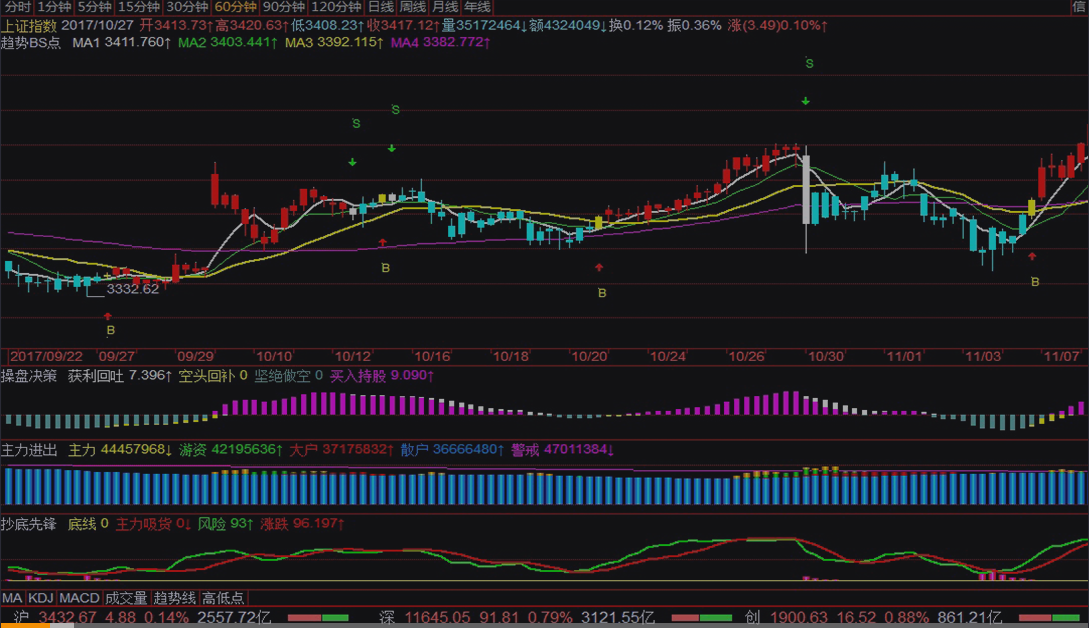 分时 1分钟 5分钟 15分钟 30分钟 60分钟 90分钟 120分钟 日线 周线 月线 年线 信
上证指数 2017/10/27 开3413.73↑高3420.63↑低3408.23↑收3417.12↑量35172464↓额4324049↓换0.12% 振0.36% 涨(3.49)0.10%↑
趋势BS点 MA1 3411.760↑ MA2 3403.441↑ MA3 3392.115↑ MA4 3382.772↑
S
S
S
B
B
B
3332.62
B
2017/09/22 09/27 09/29 10/10 10/12 10/16 10/18 10/20 10/24 10/26 10/30 11/01 11/03 11/07
操盘决策 获利回吐 7.396↑ 空头回补 0 坚绝做空 0 买入持股 9.090↑
主力进出 主力 44457968↓ 游资 42195636↑ 大户 37175832↑ 散户 36666480↑ 警戒 47011384↓
抄底先锋 底线 0 主力吸货 0↓ 风险 93↑ 涨跌 96.197↑
MA KDJ MACD 成交量 趋势线 高低点
沪 3432.67 4.88 0.14% 2557.72亿 深 11645.05 91.81 0.79% 3121.55亿 创 1900.63 16.52 0.88% 861.21亿